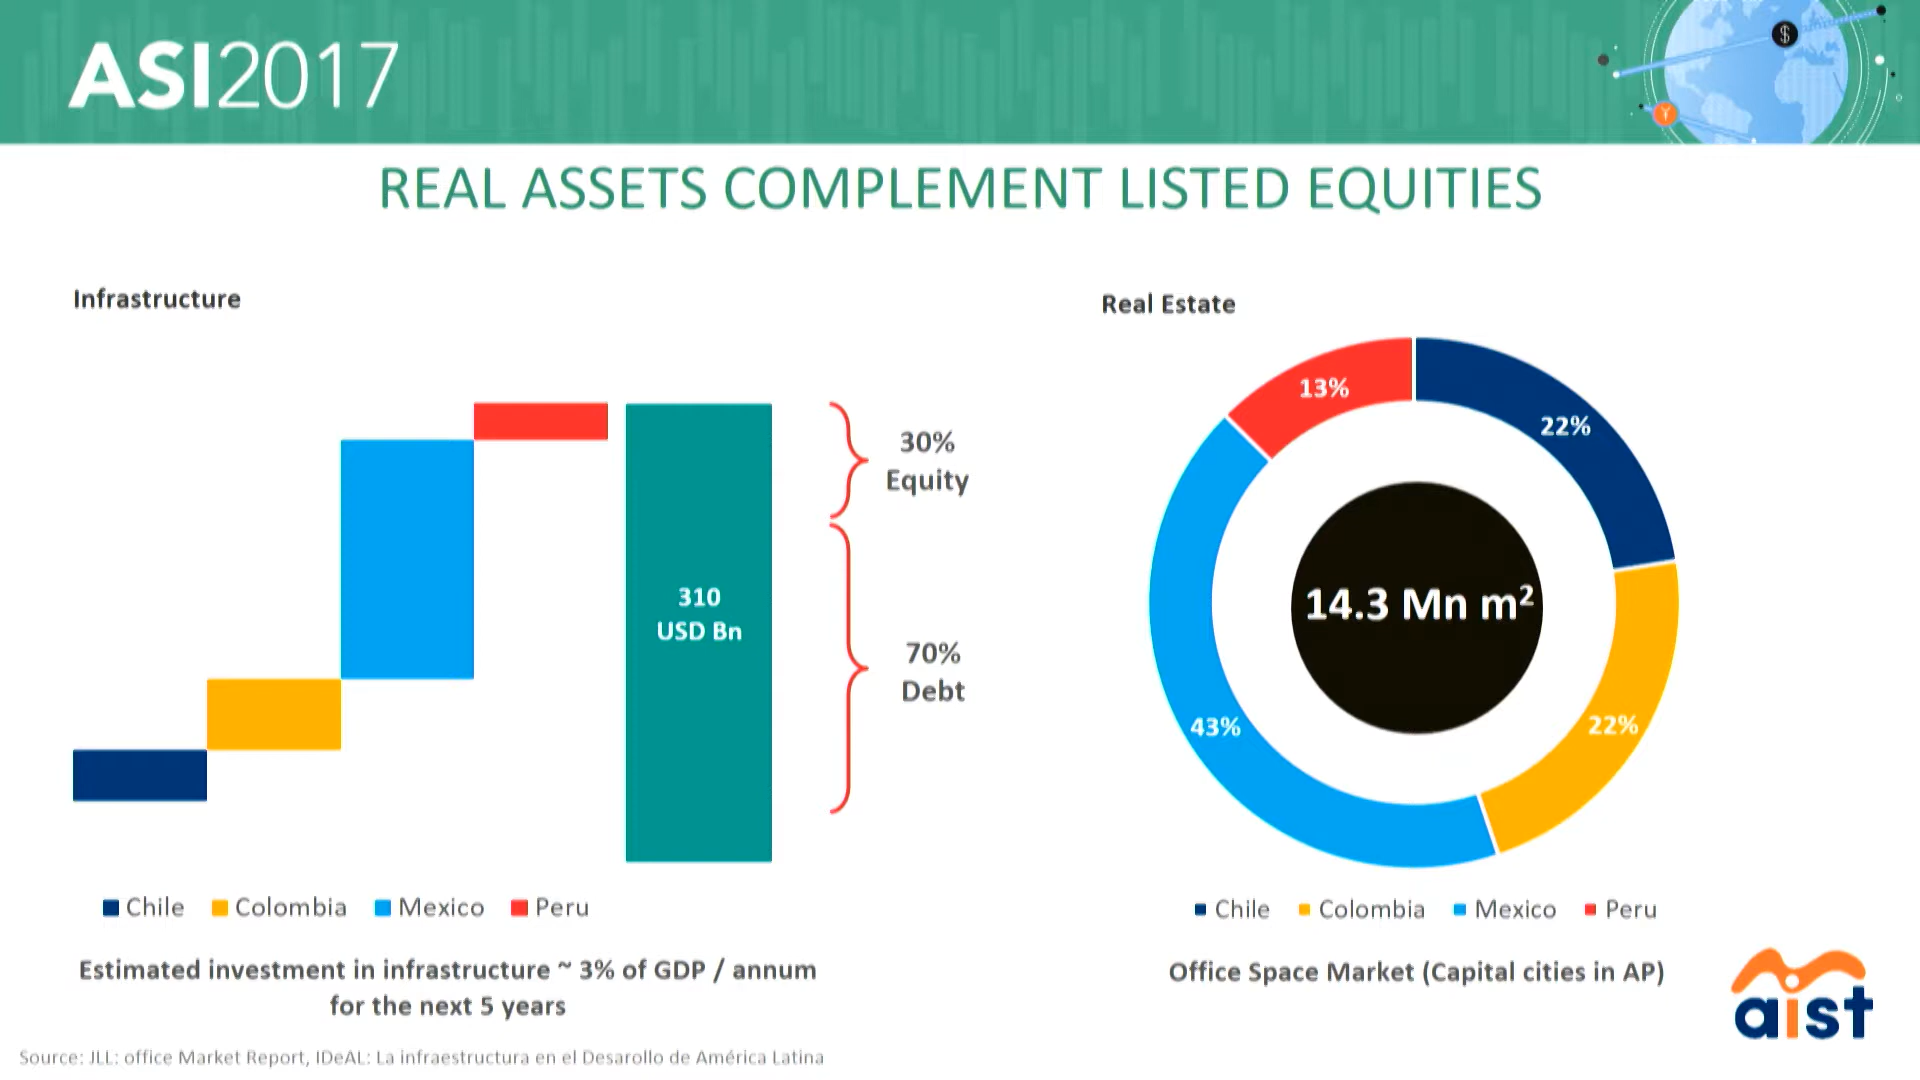 ASI2017
$
¥
REAL ASSETS COMPLEMENT LISTED EQUITIES
Infrastructure
30%
Equity
310
USD Bn
70%
Debt
Chile Colombia Mexico Peru
Estimated investment in infrastructure ~ 3% of GDP / annum
for the next 5 years
Real Estate
13%
22%
14.3 Mn m²
43%
22%
Chile Colombia Mexico Peru
Office Space Market (Capital cities in AP)
aist
Source: JLL: office Market Report, IDeAL: La infraestructura en el Desarollo de América Latina